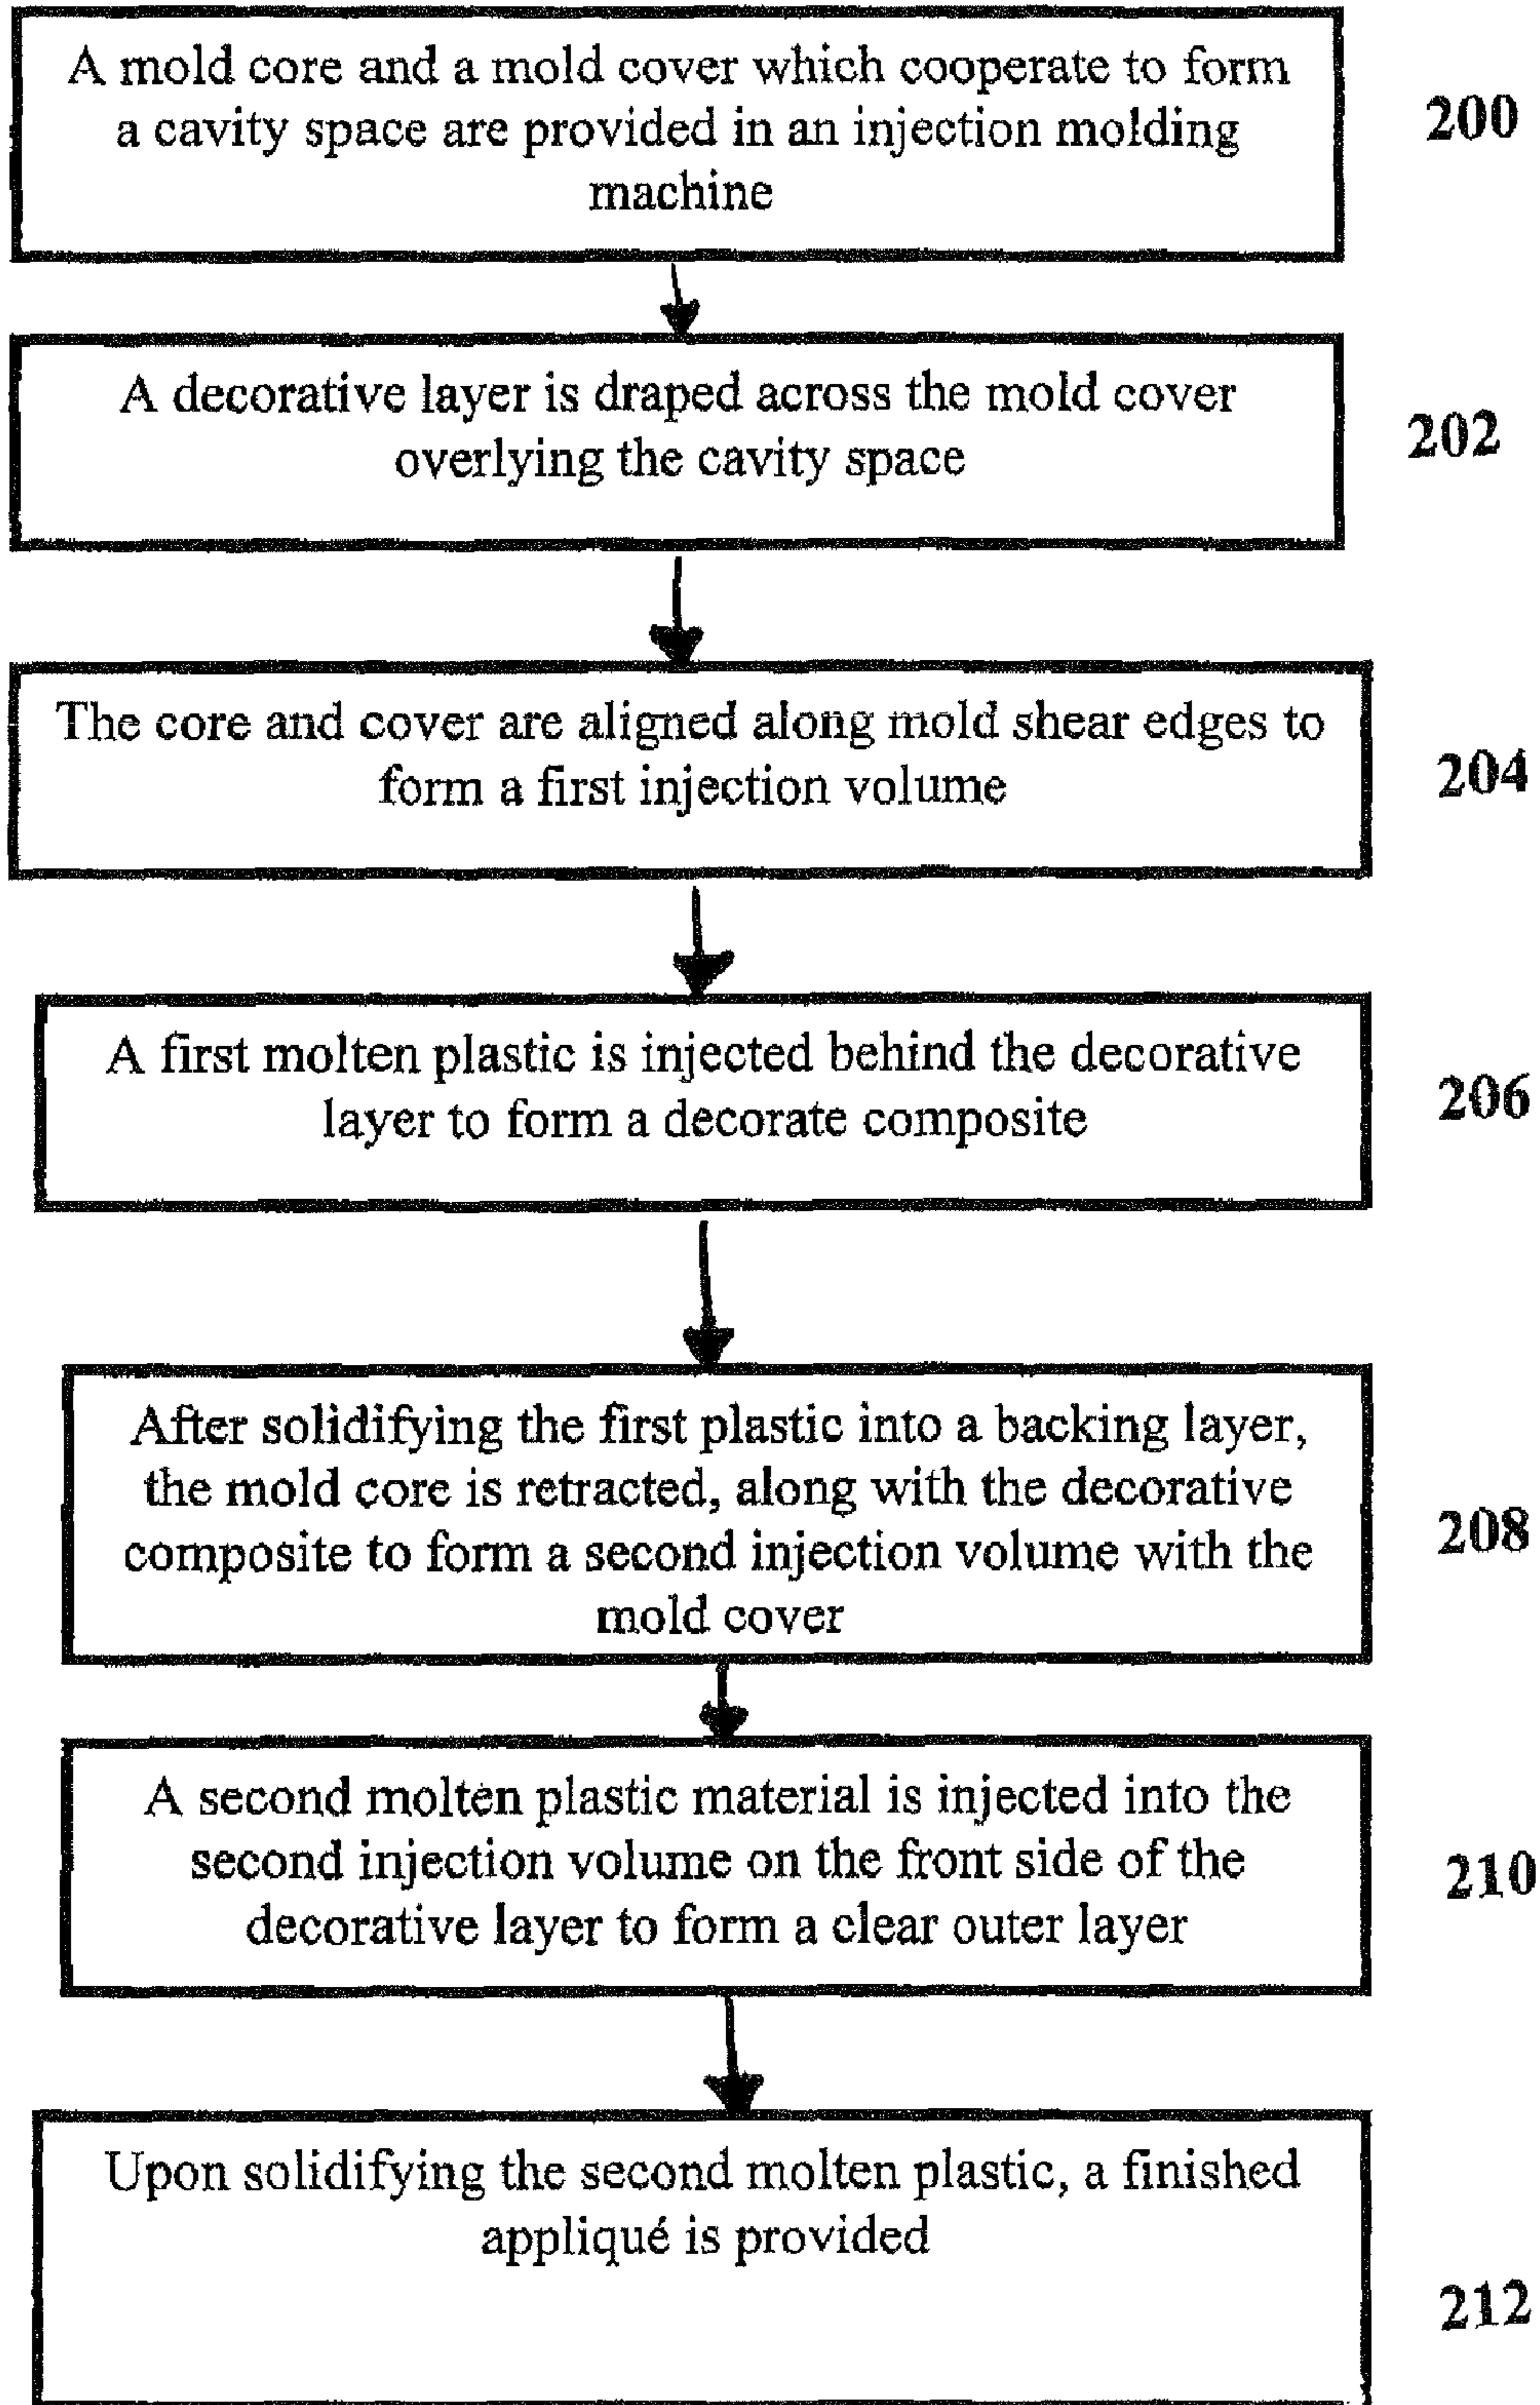 A mold core and a mold cover which cooperate to form
a cavity space are provided in an injection molding
machine
200
A decorative layer is draped across the mold cover
overlying the cavity space
202
The core and cover are aligned along mold shear edges to
form a first injection volume
204
A first molten plastic is injected behind the decorative
layer to form a decorate composite
206
After solidifying the first plastic into a backing layer,
the mold core is retracted, along with the decorative
composite to form a second injection volume with the
mold cover
208
A second molten plastic material is injected into the
second injection volume on the front side of the
decorative layer to form a clear outer layer
210
Upon solidifying the second molten plastic, a finished
appliqué is provided
212